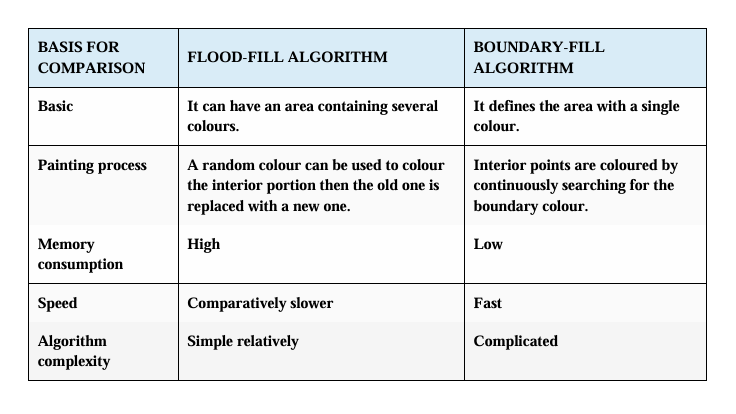 BASIS FOR COMPARISON
FLOOD-FILL ALGORITHM
BOUNDARY-FILL ALGORITHM
Basic
It can have an area containing several
colours.
It defines the area with a single
colour.
Painting process
A random colour can be used to colour
the interior portion then the old one is
replaced with a new one.
Interior points are coloured by
continuously searching for the
boundary colour.
Memory
consumption
High
Low
Speed
Comparatively slower
Fast
Algorithm
complexity
Simple relatively
Complicated